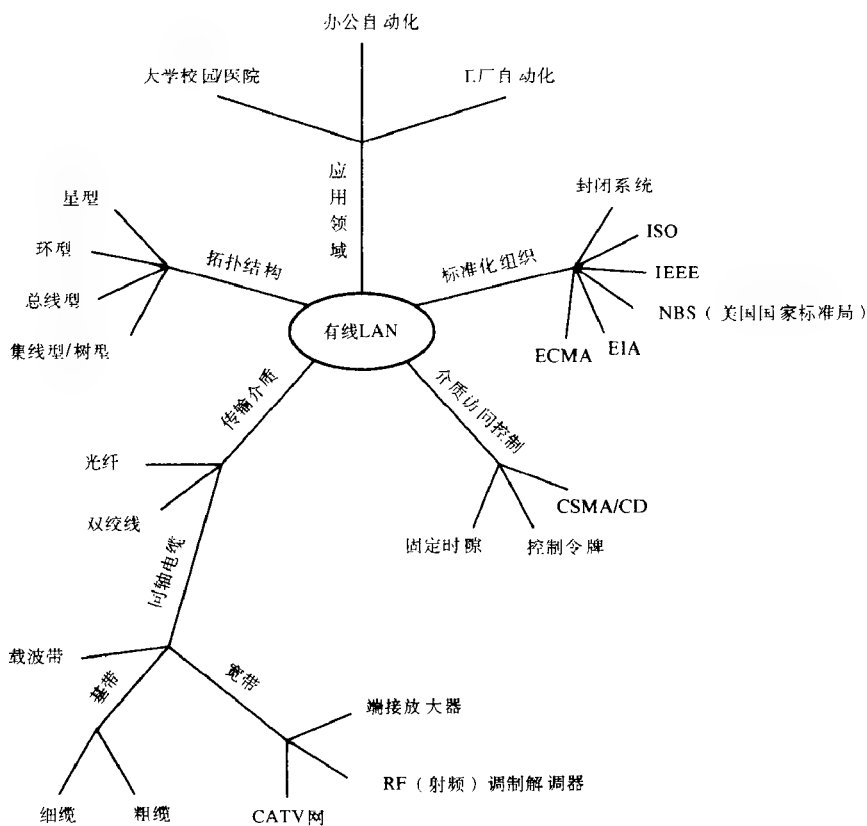 办公自动化
大学校园/医院
工厂自动化
应用领域
星型
环型
总线型
集线型/树型
拓扑结构
封闭系统
ISO
IEEE
NBS（美国国家标准局）
EIA
ECMA
标准化组织
有线LAN
传输介质
介质访问控制
光纤
双绞线
同轴电缆
CSMA/CD
固定时隙
控制令牌
载波带
基带
宽带
端接放大器
RF（射频）调制解调器
CATV网
细缆
粗缆